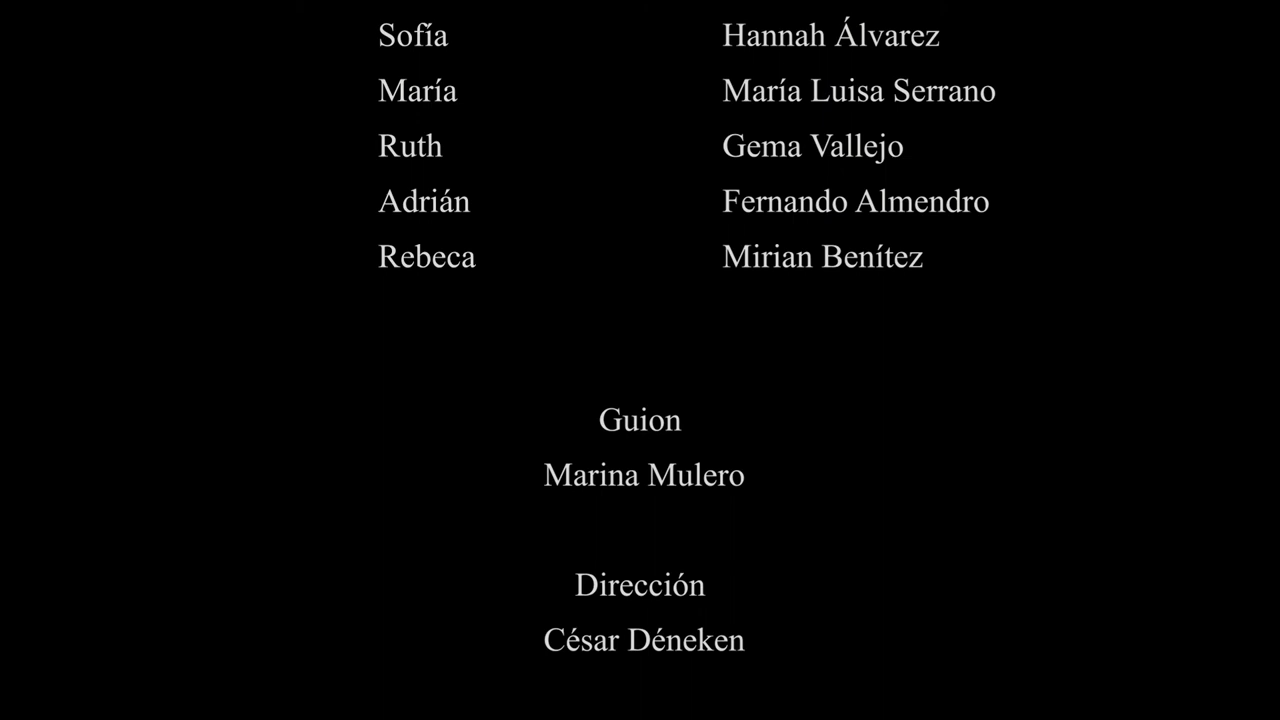 Sofía Hannah Álvarez
María María Luisa Serrano
Ruth Gema Vallejo
Adrián Fernando Almendro
Rebeca Mirian Benítez
Guion
Marina Mulero
Dirección
César Déneken